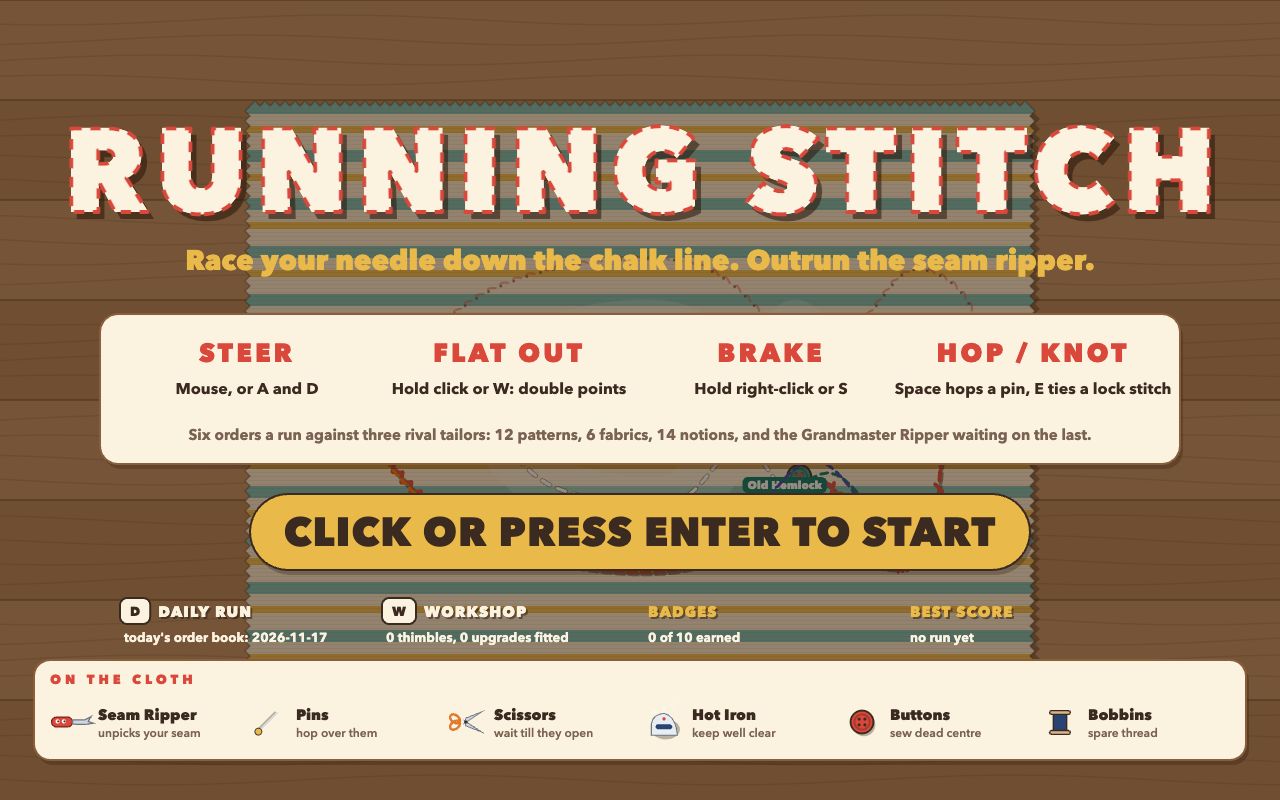 RUNNING STITCH
Race your needle down the chalk line. Outrun the seam ripper.
STEER FLAT OUT BRAKE HOP / KNOT
Mouse, or A and D Hold click or W: double points Hold right-click or S Space hops a pin, E ties a lock stitch
Six orders a run against three rival tailors: 12 patterns, 6 fabrics, 14 notions, and the Grandmaster Ripper waiting on the last.
Old Hemlock
CLICK OR PRESS ENTER TO START
D DAILY RUN W WORKSHOP BADGES BEST SCORE
today's order book: 2026-11-17 0 thimbles, 0 upgrades fitted 0 of 10 earned no run yet
ON THE CLOTH
Seam Ripper Pins Scissors Hot Iron Buttons Bobbins
unpicks your seam hop over them wait till they open keep well clear sew dead centre spare thread